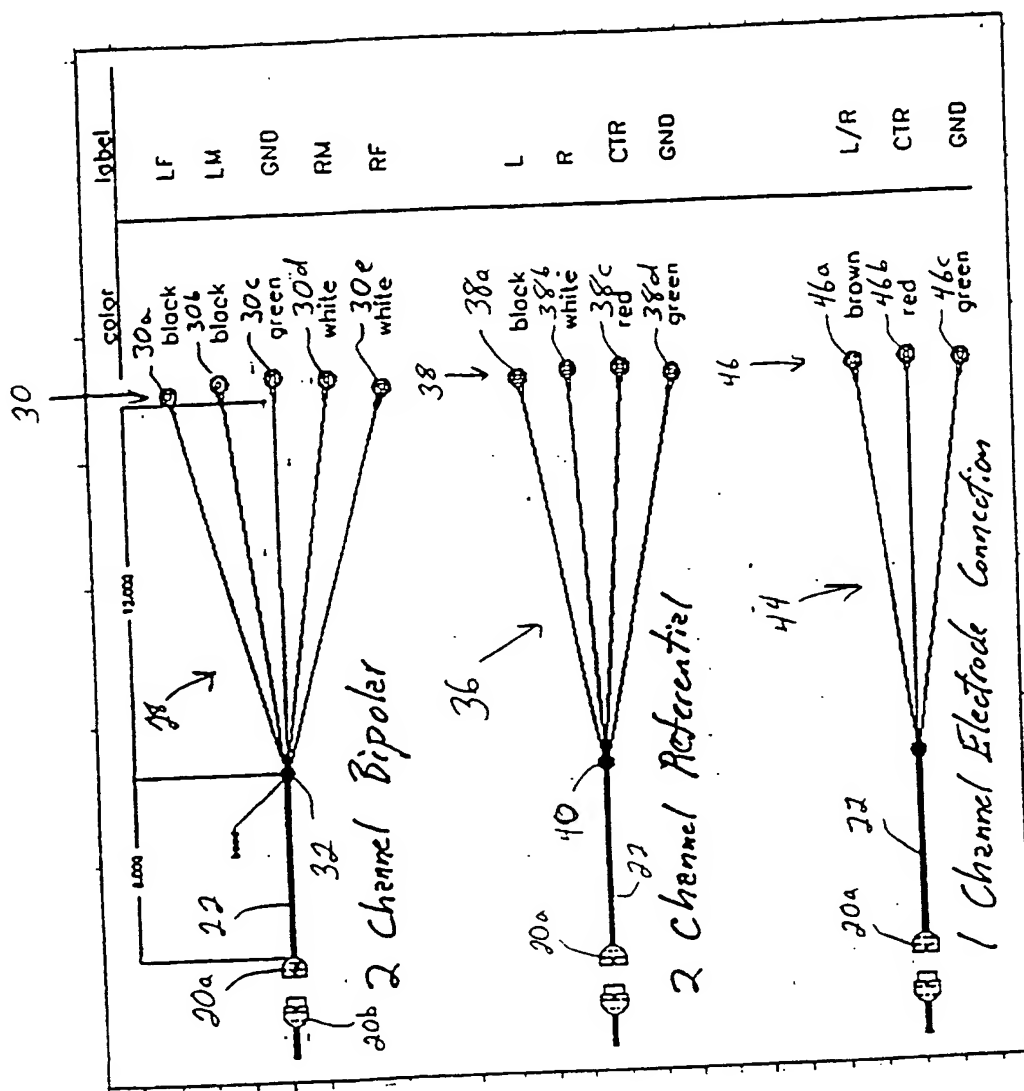 color label
30
30a
black LF
30b
black LM
30c
green GND
30d
white RM
30e
white RF
12.000
28
22
32
20a
20b
2 Channel Bipolar
38
38a
black L
38b
white R
38c
red CTR
38d
green GND
36
40
22
20a
2 Channel Referential
46
46a
brown L/R
46b
red CTR
46c
green GND
44
22
20a
1 Channel Electrode Connection